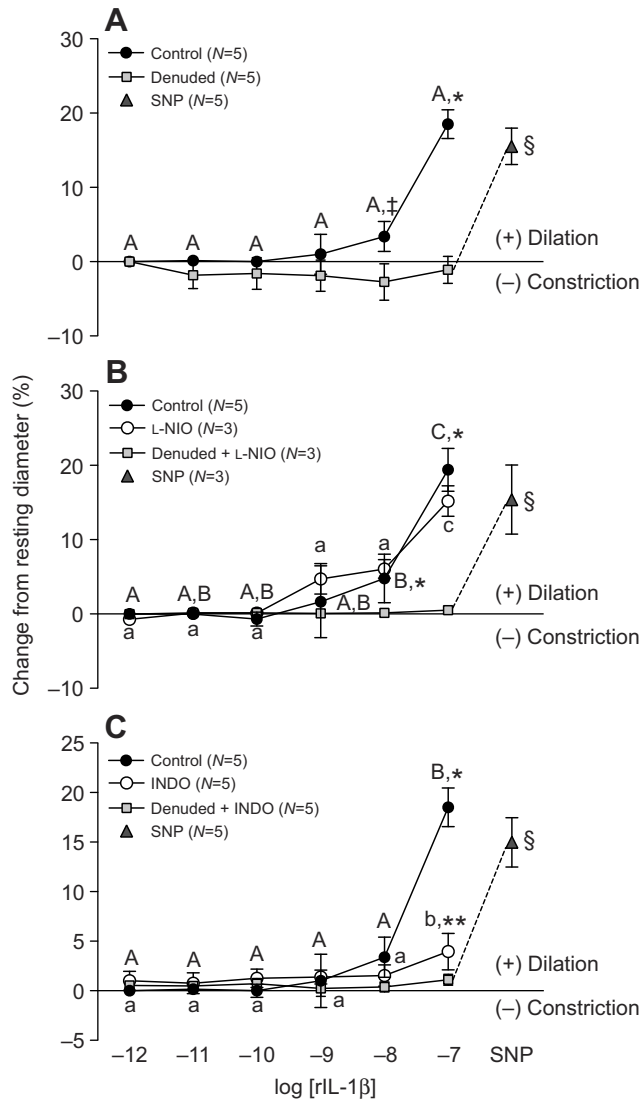 A
30
Control (N=5)
Denuded (N=5)
SNP (N=5)
A,*
20
§
10
A,‡
A A A A
(+) Dilation
0
(–) Constriction
–10
B
30
Control (N=5)
L-NIO (N=3)
Denuded + L-NIO (N=3)
SNP (N=3)
C,*
20
§
c
10
a a
A A,B A,B
B,*
A,B
(+) Dilation
0
a a a
(–) Constriction
–10
Change from resting diameter (%)
C
25
Control (N=5)
INDO (N=5)
Denuded + INDO (N=5)
SNP (N=5)
B,*
20
15
§
10
b,**
5
A A A A A
a
(+) Dilation
0
a a a a
(–) Constriction
–5
–12 –11 –10 –9 –8 –7 SNP
log [rIL-1β]